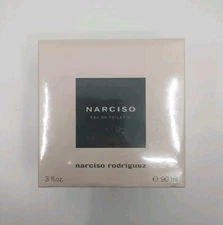 NARCISO
EAU DE TOILETTE
narciso rodriguez
3 fl.oz. ℮ 90 ml